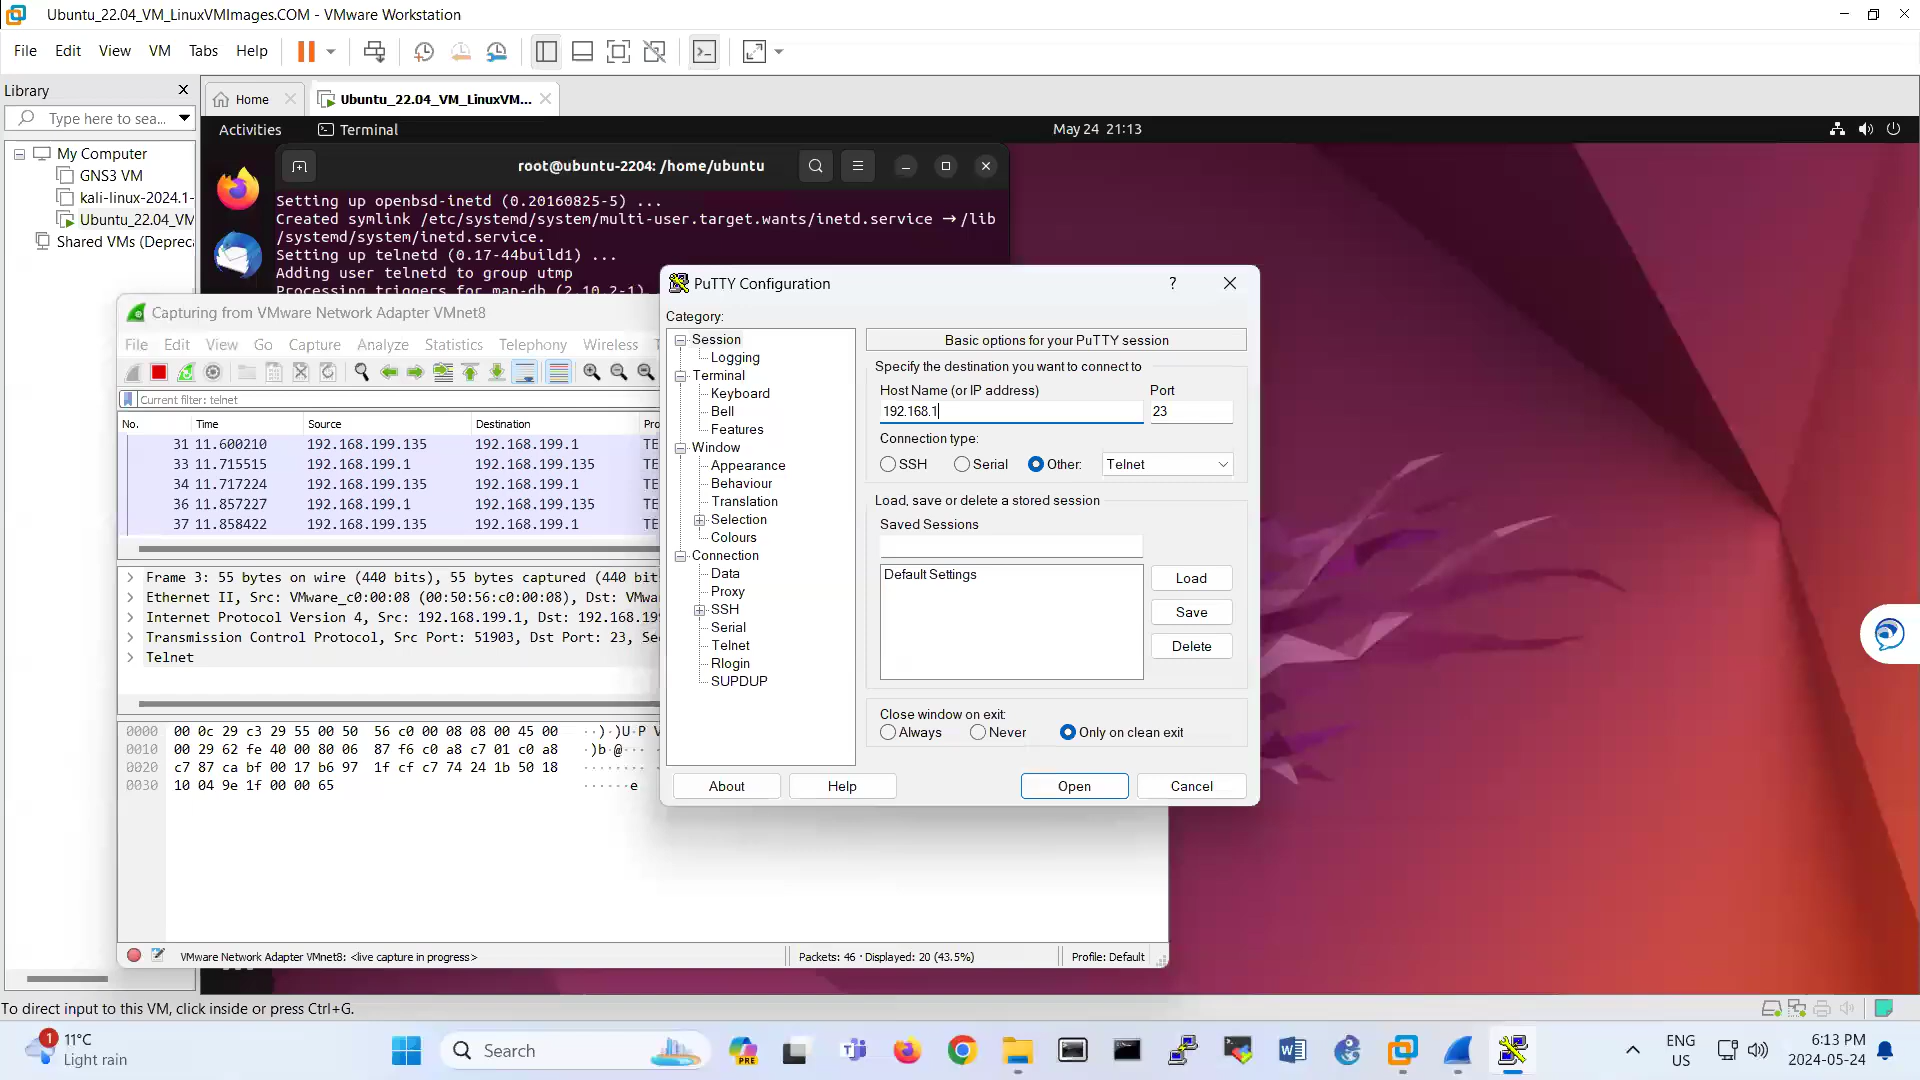 Ubuntu_22.04_VM_LinuxVMImages.COM - VMware Workstation
File Edit View VM Tabs Help
Library
Home
Ubuntu_22.04_VM_LinuxVM...
Type here to sea...
My Computer
GNS3 VM
kali-linux-2024.1-
Ubuntu_22.04_VM
Shared VMs (Depreca
Activities Terminal May 24 21:13
root@ubuntu-2204: /home/ubuntu
Setting up openbsd-inetd (0.20160825-5) ...
Created symlink /etc/systemd/system/multi-user.target.wants/inetd.service → /lib
/systemd/system/inetd.service.
Setting up telnetd (0.17-44build1) ...
Adding user telnetd to group utmp
Processing triggers for man-db (2.10.2-1)
Capturing from VMware Network Adapter VMnet8
File Edit View Go Capture Analyze Statistics Telephony Wireless T
Current filter: telnet
No. Time Source Destination Pro
31 11.600210 192.168.199.135 192.168.199.1 TE
33 11.715515 192.168.199.1 192.168.199.135 TE
34 11.717224 192.168.199.135 192.168.199.1 TE
36 11.857227 192.168.199.1 192.168.199.135 TE
37 11.858422 192.168.199.135 192.168.199.1 TE
Frame 3: 55 bytes on wire (440 bits), 55 bytes captured (440 bit
Ethernet II, Src: VMware_c0:00:08 (00:50:56:c0:00:08), Dst: VMwa
Internet Protocol Version 4, Src: 192.168.199.1, Dst: 192.168.19
Transmission Control Protocol, Src Port: 51903, Dst Port: 23, Se
Telnet
0000 00 0c 29 c3 29 55 00 50 56 c0 00 08 08 00 45 00 ··)·)U·P V
0010 00 29 62 fe 40 00 80 06 87 f6 c0 a8 c7 01 c0 a8 ·)b·@···
0020 c7 87 ca bf 00 17 b6 97 1f cf c7 74 24 1b 50 18 ········
0030 10 04 9e 1f 00 00 65 ······e
VMware Network Adapter VMnet8: <live capture in progress>
Packets: 46 · Displayed: 20 (43.5%)
Profile: Default
PuTTY Configuration
?
Category:
Session
Logging
Terminal
Keyboard
Bell
Features
Window
Appearance
Behaviour
Translation
Selection
Colours
Connection
Data
Proxy
SSH
Serial
Telnet
Rlogin
SUPDUP
Basic options for your PuTTY session
Specify the destination you want to connect to
Host Name (or IP address) Port
192.168.1 23
Connection type:
SSH Serial Other: Telnet
Load, save or delete a stored session
Saved Sessions
Default Settings
Load
Save
Delete
Close window on exit:
Always Never Only on clean exit
About Help Open Cancel
To direct input to this VM, click inside or press Ctrl+G.
1
11°C
Light rain
Search
PRE
ENG
US
6:13 PM
2024-05-24